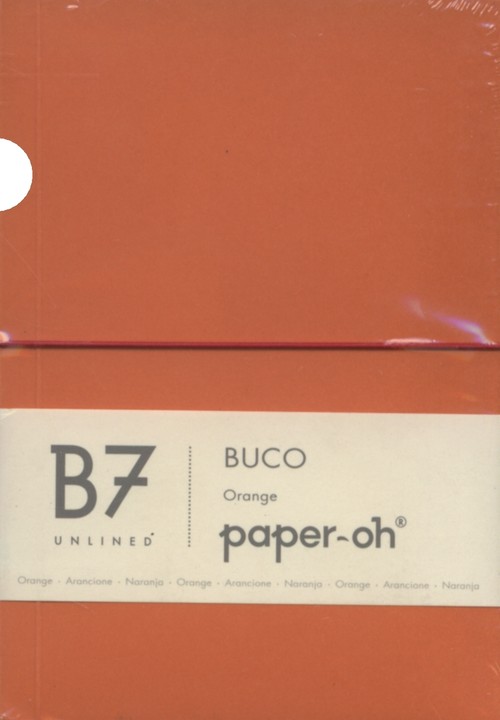 B7
UNLINED
BUCO
Orange
paper-oh®
Orange · Arancione · Naranja · Orange · Arancione · Naranja · Orange · Arancione · Naranja